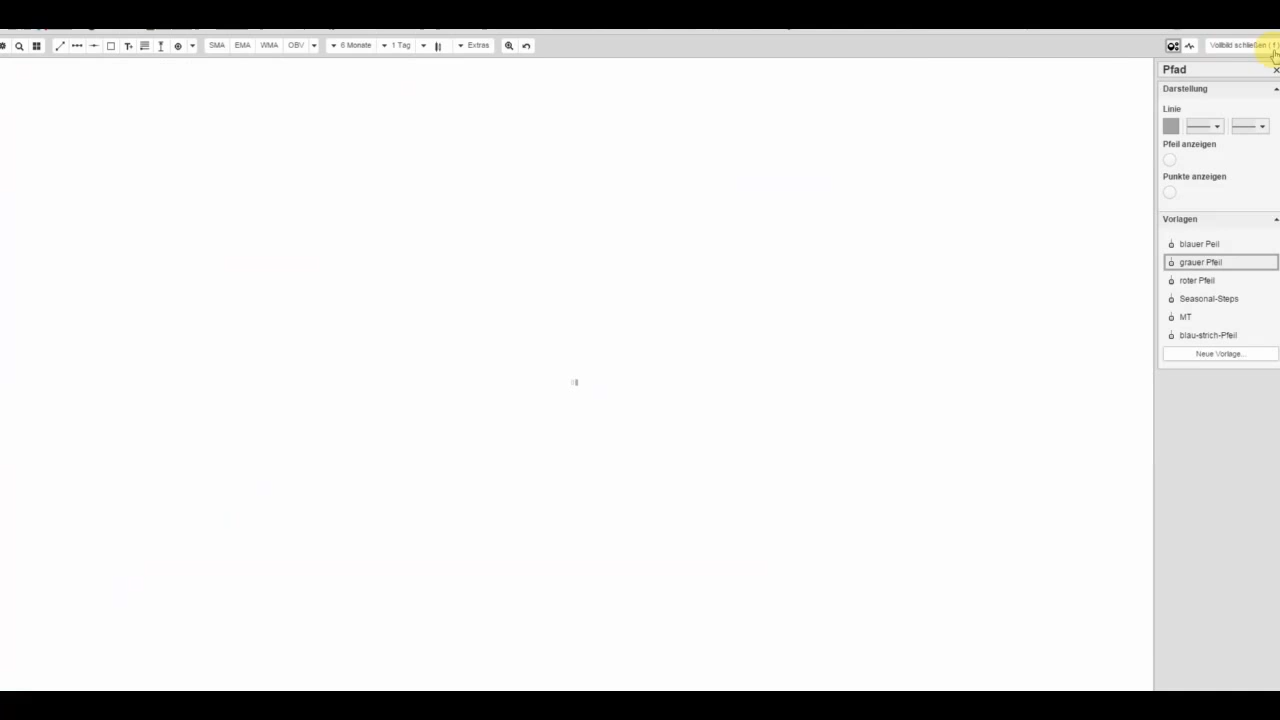 SMA EMA WMA OBV 6 Monate 1 Tag Extras Vollbild schließen ( f )
Pfad
Darstellung
Linie
Pfeil anzeigen
Punkte anzeigen
Vorlagen
blauer Peil
grauer Pfeil
roter Pfeil
Seasonal-Steps
MT
blau-strich-Pfeil
Neue Vorlage...